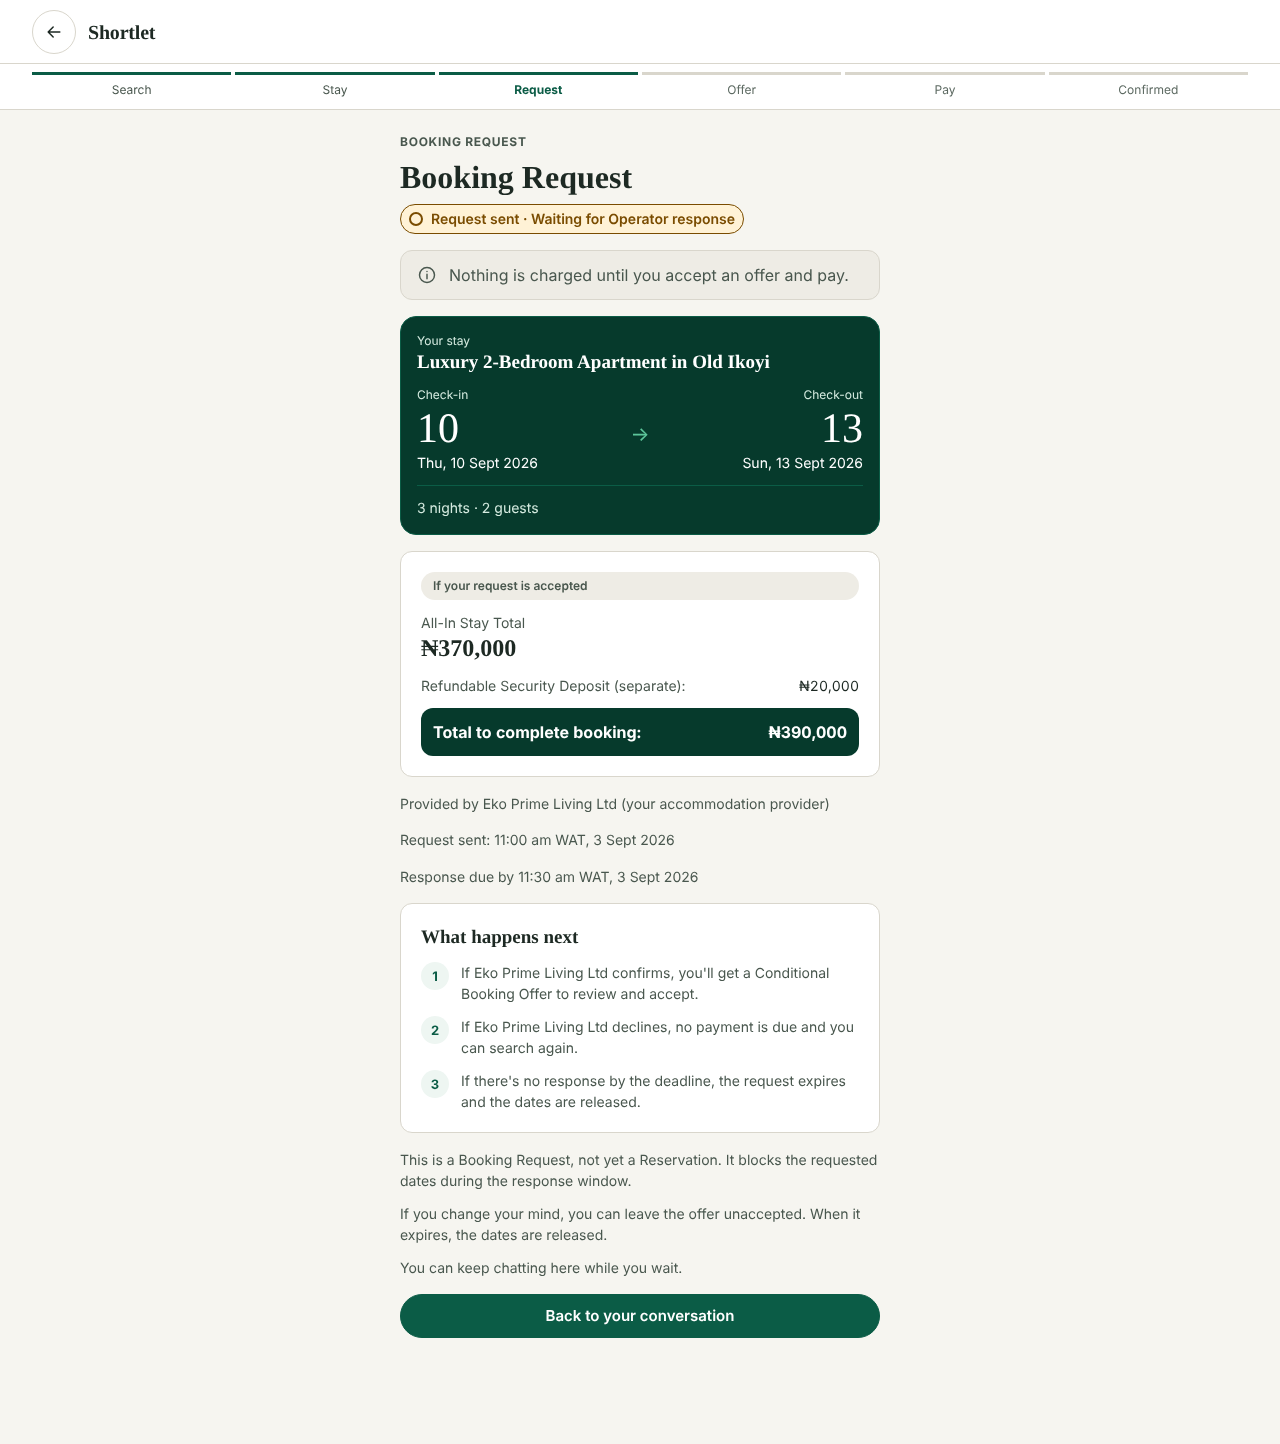 Shortlet
Search
Stay
Request
Offer
Pay
Confirmed
BOOKING REQUEST
Booking Request
Request sent · Waiting for Operator response
Nothing is charged until you accept an offer and pay.
Your stay
Luxury 2-Bedroom Apartment in Old Ikoyi
Check-in
Check-out
10
→
13
Thu, 10 Sept 2026
Sun, 13 Sept 2026
3 nights · 2 guests
If your request is accepted
All-In Stay Total
₦370,000
Refundable Security Deposit (separate): ₦20,000
Total to complete booking: ₦390,000
Provided by Eko Prime Living Ltd (your accommodation provider)
Request sent: 11:00 am WAT, 3 Sept 2026
Response due by 11:30 am WAT, 3 Sept 2026
What happens next
1 If Eko Prime Living Ltd confirms, you'll get a Conditional
Booking Offer to review and accept.
2 If Eko Prime Living Ltd declines, no payment is due and you
can search again.
3 If there's no response by the deadline, the request expires
and the dates are released.
This is a Booking Request, not yet a Reservation. It blocks the requested
dates during the response window.
If you change your mind, you can leave the offer unaccepted. When it
expires, the dates are released.
You can keep chatting here while you wait.
Back to your conversation